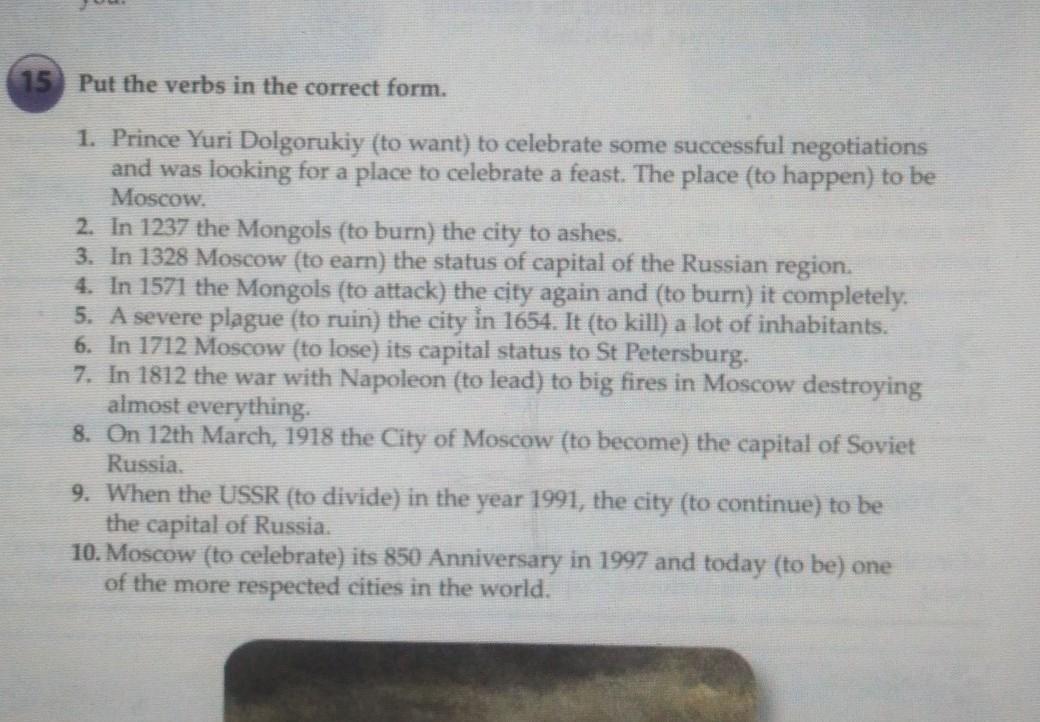 you.
15 Put the verbs in the correct form.
1. Prince Yuri Dolgorukiy (to want) to celebrate some successful negotiations
and was looking for a place to celebrate a feast. The place (to happen) to be
Moscow.
2. In 1237 the Mongols (to burn) the city to ashes.
3. In 1328 Moscow (to earn) the status of capital of the Russian region.
4. In 1571 the Mongols (to attack) the city again and (to burn) it completely.
5. A severe plague (to ruin) the city in 1654. It (to kill) a lot of inhabitants.
6. In 1712 Moscow (to lose) its capital status to St Petersburg.
7. In 1812 the war with Napoleon (to lead) to big fires in Moscow destroying
almost everything.
8. On 12th March, 1918 the City of Moscow (to become) the capital of Soviet
Russia.
9. When the USSR (to divide) in the year 1991, the city (to continue) to be
the capital of Russia.
10. Moscow (to celebrate) its 850 Anniversary in 1997 and today (to be) one
of the more respected cities in the world.